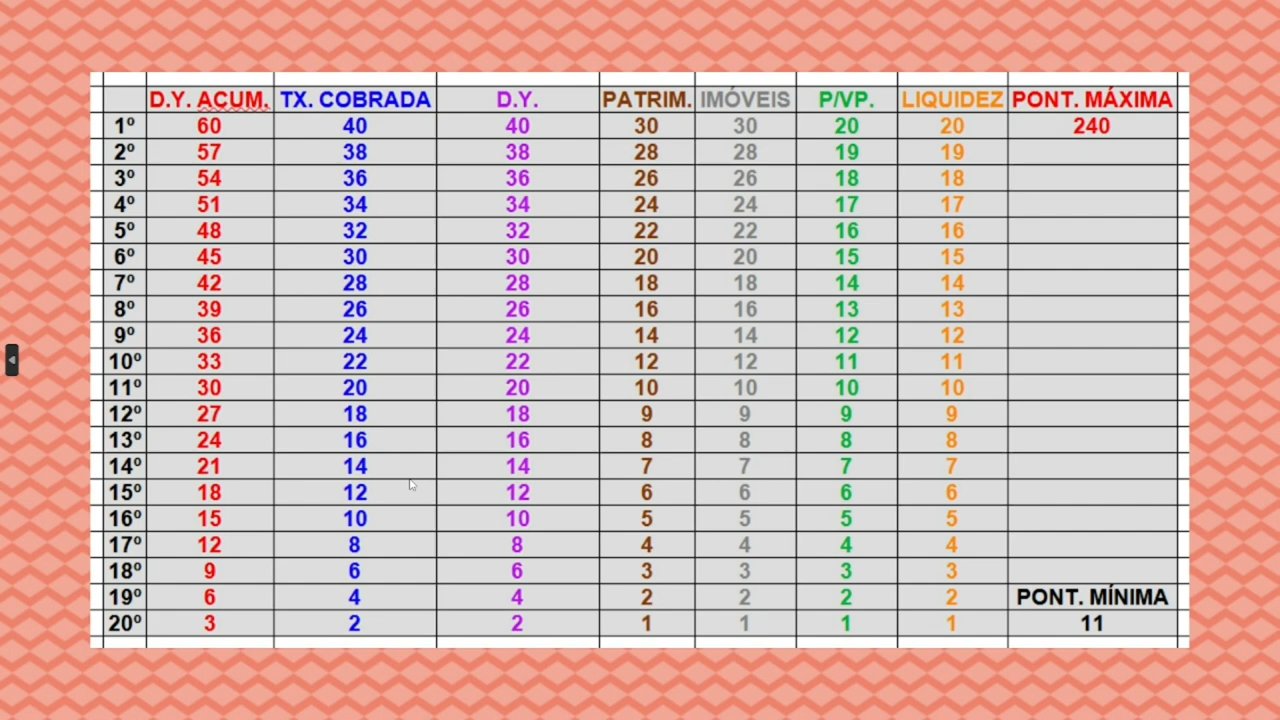 D.Y. ACUM. TX. COBRADA D.Y. PATRIM. IMÓVEIS P/VP. LIQUIDEZ PONT. MÁXIMA
1º 60 40 40 30 30 20 20 240
2º 57 38 38 28 28 19 19
3º 54 36 36 26 26 18 18
4º 51 34 34 24 24 17 17
5º 48 32 32 22 22 16 16
6º 45 30 30 20 20 15 15
7º 42 28 28 18 18 14 14
8º 39 26 26 16 16 13 13
9º 36 24 24 14 14 12 12
10º 33 22 22 12 12 11 11
11º 30 20 20 10 10 10 10
12º 27 18 18 9 9 9 9
13º 24 16 16 8 8 8 8
14º 21 14 14 7 7 7 7
15º 18 12 12 6 6 6 6
16º 15 10 10 5 5 5 5
17º 12 8 8 4 4 4 4
18º 9 6 6 3 3 3 3
19º 6 4 4 2 2 2 2 PONT. MÍNIMA
20º 3 2 2 1 1 1 1 11